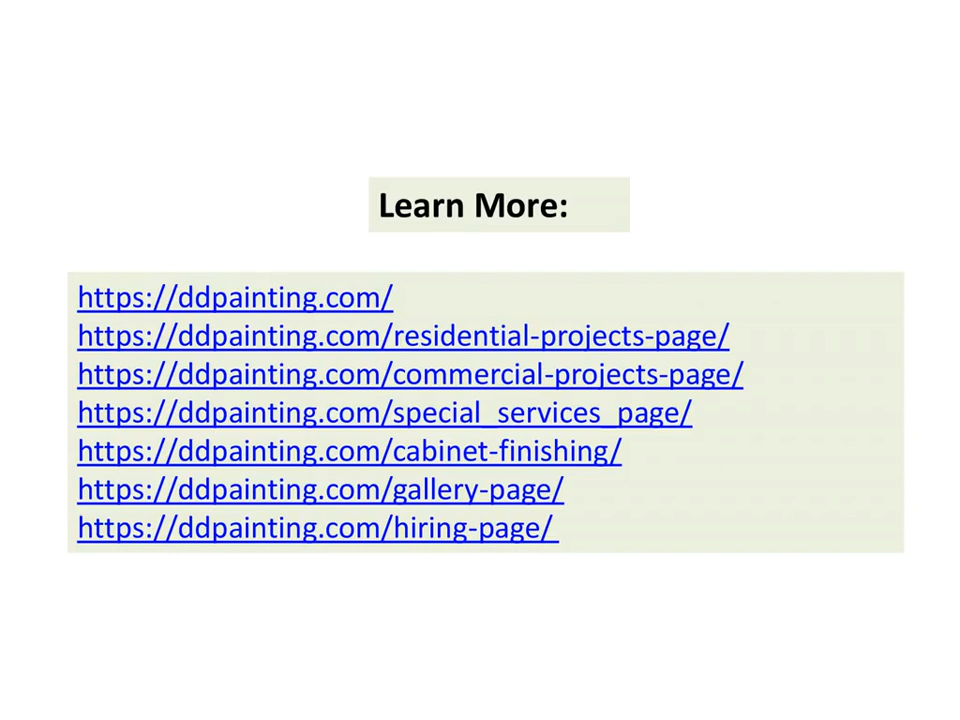 Learn More:
https://ddpainting.com/
https://ddpainting.com/residential-projects-page/
https://ddpainting.com/commercial-projects-page/
https://ddpainting.com/special_services_page/
https://ddpainting.com/cabinet-finishing/
https://ddpainting.com/gallery-page/
https://ddpainting.com/hiring-page/